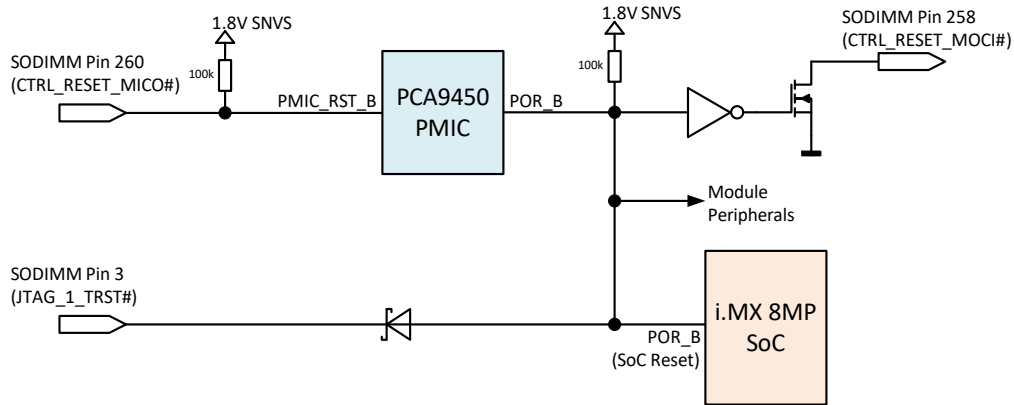 1.8V SNVS
1.8V SNVS
SODIMM Pin 258
(CTRL_RESET_MOCI#)
SODIMM Pin 260
(CTRL_RESET_MICO#)
100k
100k
PMIC_RST_B
PCA9450
PMIC
POR_B
Module
Peripherals
SODIMM Pin 3
(JTAG_1_TRST#)
i.MX 8MP
SoC
POR_B
(SoC Reset)